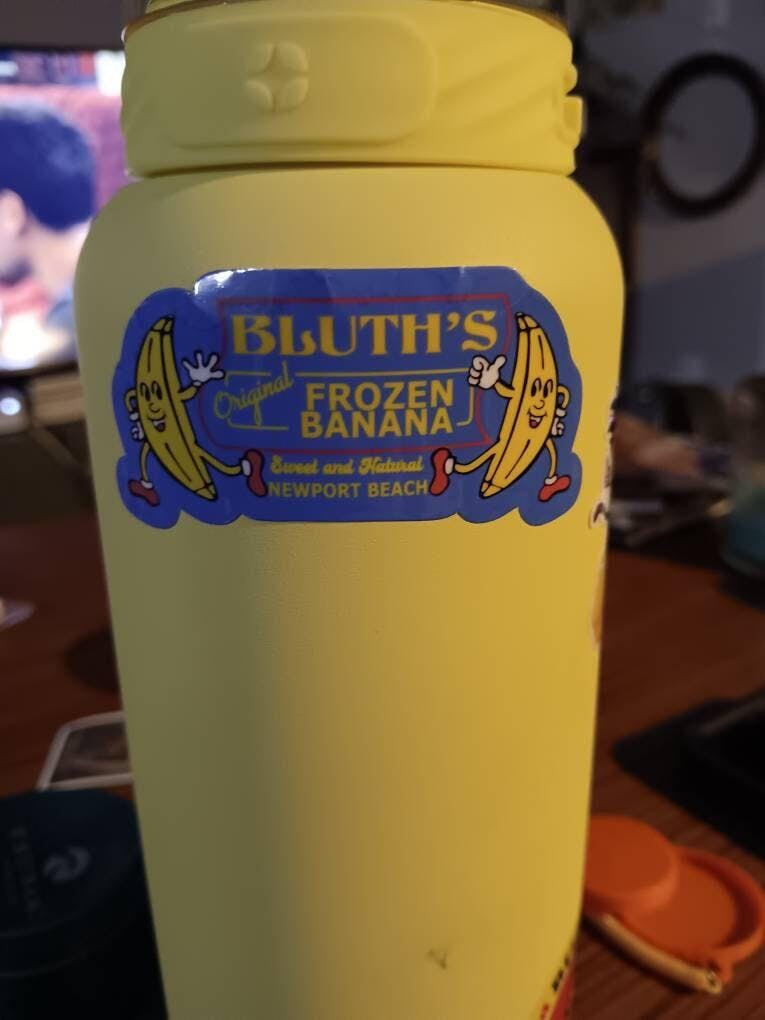 BLUTH'S
Original FROZEN
BANANA
Sweet and Natural
NEWPORT BEACH